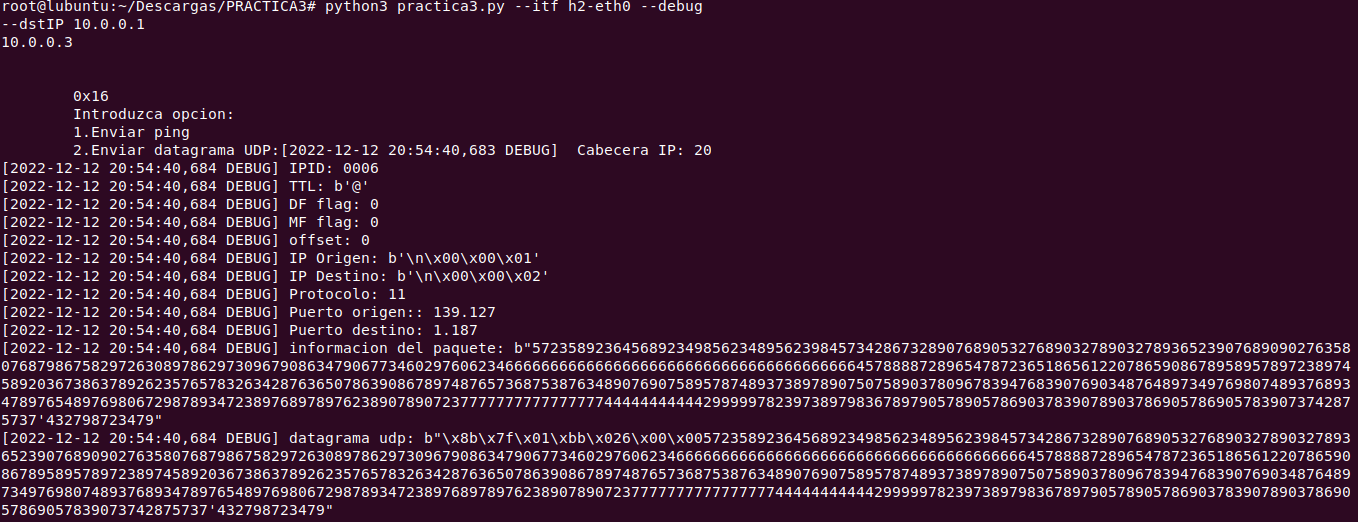 root@lubuntu:~/Descargas/PRACTICA3# python3 practica3.py --itf h2-eth0 --debug
--dstIP 10.0.0.1
10.0.0.3
0x16
Introduzca opcion:
1.Enviar ping
2.Enviar datagrama UDP:[2022-12-12 20:54:40,683 DEBUG]  Cabecera IP: 20
[2022-12-12 20:54:40,684 DEBUG] IPID: 0006
[2022-12-12 20:54:40,684 DEBUG] TTL: b'@'
[2022-12-12 20:54:40,684 DEBUG] DF flag: 0
[2022-12-12 20:54:40,684 DEBUG] MF flag: 0
[2022-12-12 20:54:40,684 DEBUG] offset: 0
[2022-12-12 20:54:40,684 DEBUG] IP Origen: b'\n\x00\x00\x01'
[2022-12-12 20:54:40,684 DEBUG] IP Destino: b'\n\x00\x00\x02'
[2022-12-12 20:54:40,684 DEBUG] Protocolo: 11
[2022-12-12 20:54:40,684 DEBUG] Puerto origen:: 139.127
[2022-12-12 20:54:40,684 DEBUG] Puerto destino: 1.187
[2022-12-12 20:54:40,684 DEBUG] informacion del paquete: b"572358923645689234985623489562398457342867328907689053276890327890327893652390768909027635807687986758297263089786297309679086347906773460297606234666666666666666666666666666666666666666666645788887289654787236518656122078659086789589578972389745892036738637892623576578326342876365078639086789748765736875387634890769075895787489373897890750758903780967839476839076903487648973497698074893768934789765489769806729878934723897689789762389078907237777777777777777744444444444299999782397389798367897905789057869037839078903786905786905783907374287
5737'432798723479"
[2022-12-12 20:54:40,684 DEBUG] datagrama udp: b"\x8b\x7f\x01\xbb\x026\x00\x00572358923645689234985623489562398457342867328907689053276890327890327893